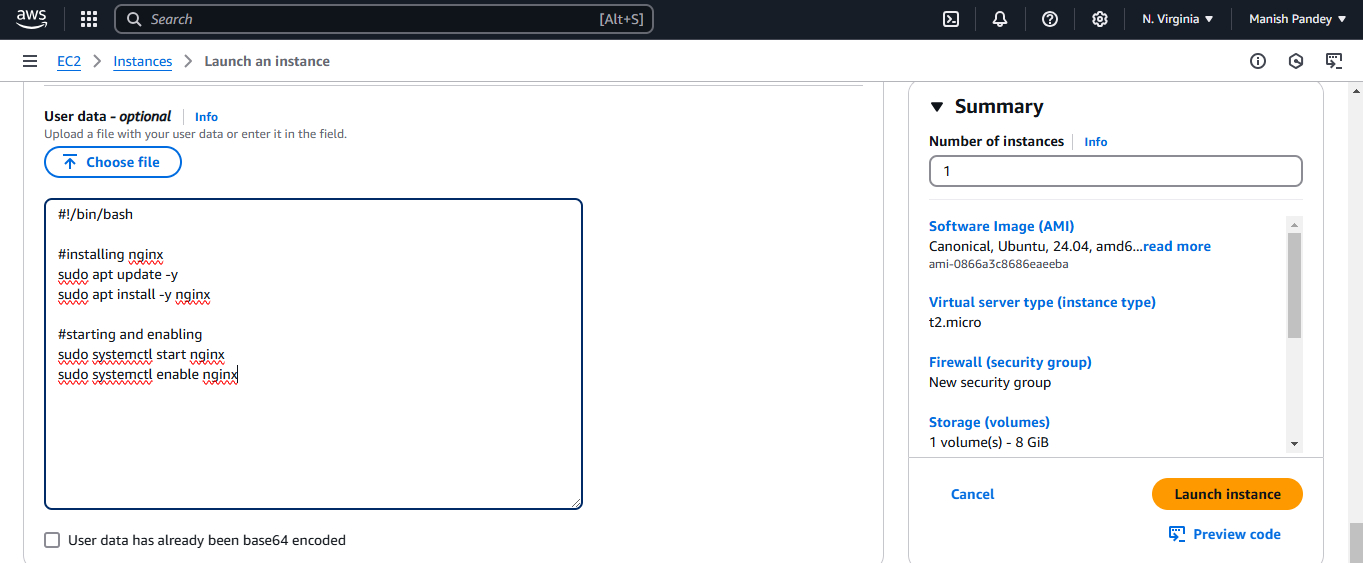 aws
Search
[Alt+S]
N. Virginia
Manish Pandey
EC2
Instances
Launch an instance
User data - optional
Info
Upload a file with your user data or enter it in the field.
Choose file
#!/bin/bash
#installing nginx
sudo apt update -y
sudo apt install -y nginx
#starting and enabling
sudo systemctl start nginx
sudo systemctl enable nginx
User data has already been base64 encoded
Summary
Number of instances
Info
1
Software Image (AMI)
Canonical, Ubuntu, 24.04, amd6...read more
ami-0866a3c8686eaeeba
Virtual server type (instance type)
t2.micro
Firewall (security group)
New security group
Storage (volumes)
1 volume(s) - 8 GiB
Cancel
Launch instance
Preview code